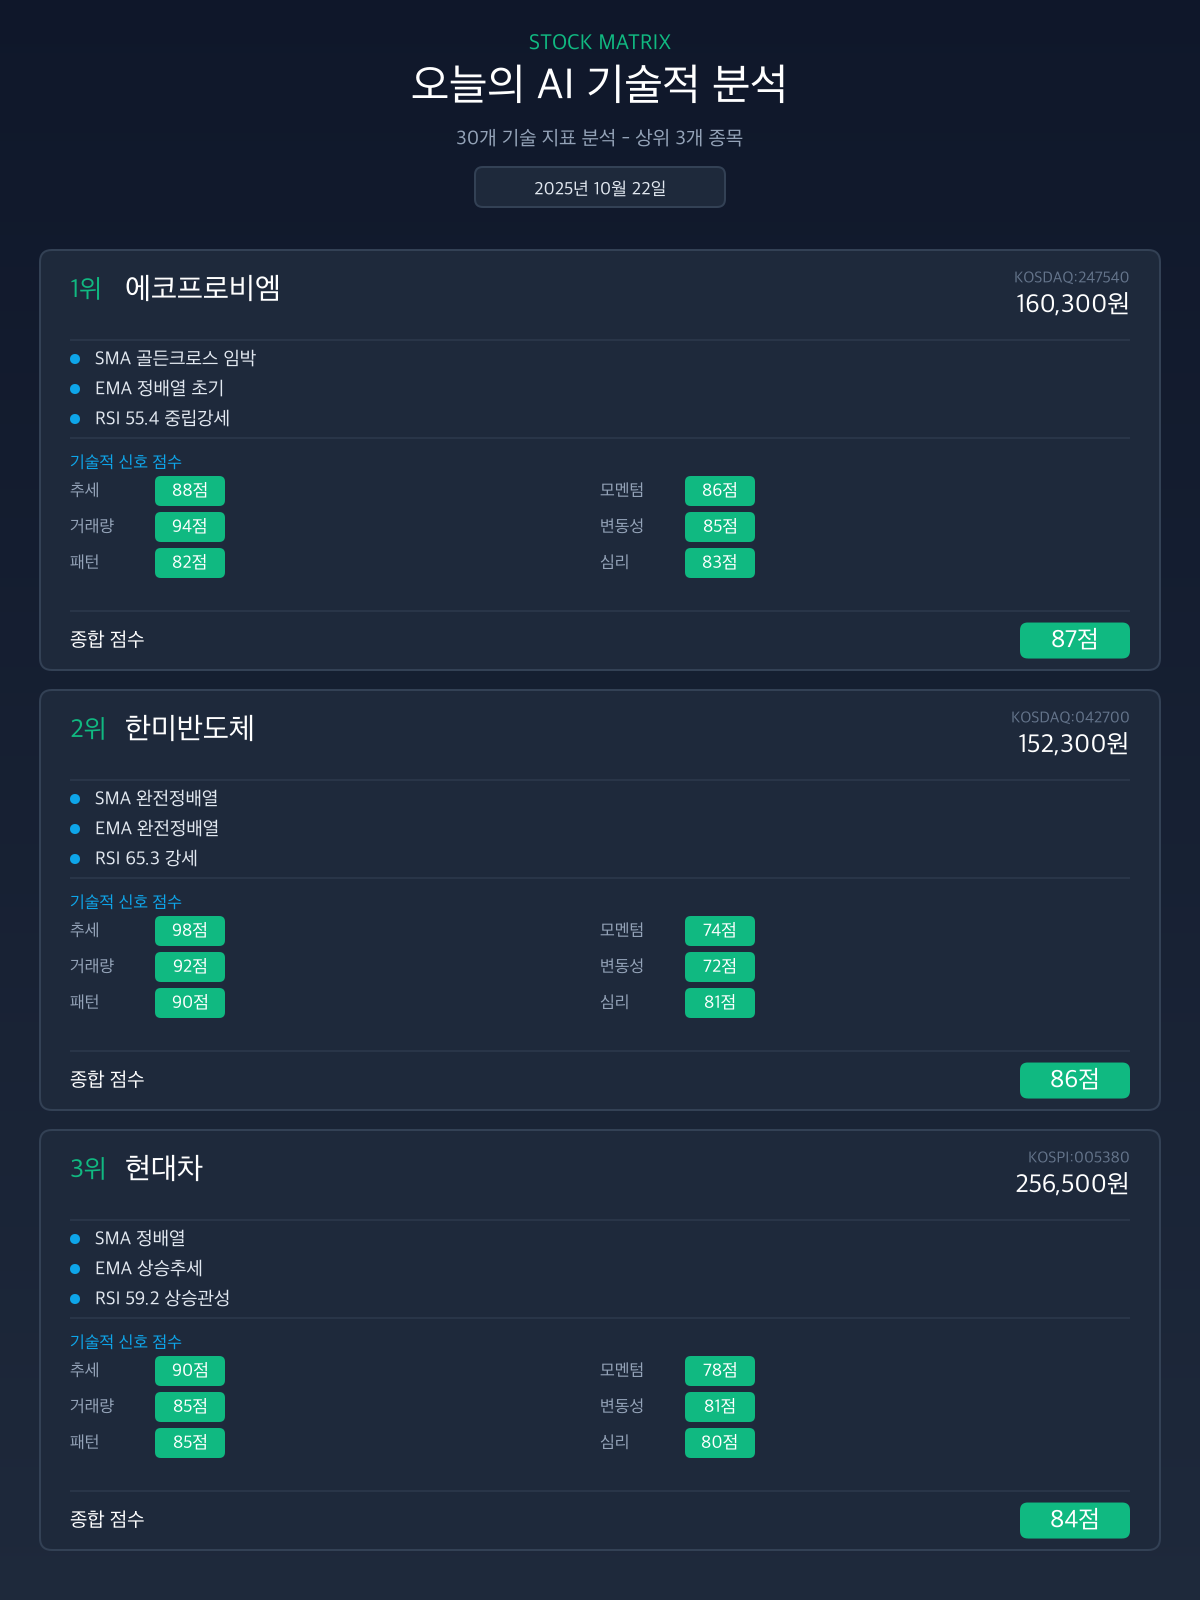 STOCK MATRIX
오늘의 AI 기술적 분석
30개 기술 지표 분석 - 상위 3개 종목
2025년 10월 22일
1위 에코프로비엠
KOSDAQ:247540
160,300원
SMA 골든크로스 임박
EMA 정배열 초기
RSI 55.4 중립강세
기술적 신호 점수
추세 88점 모멘텀 86점
거래량 94점 변동성 85점
패턴 82점 심리 83점
종합 점수 87점
2위 한미반도체
KOSDAQ:042700
152,300원
SMA 완전정배열
EMA 완전정배열
RSI 65.3 강세
기술적 신호 점수
추세 98점 모멘텀 74점
거래량 92점 변동성 72점
패턴 90점 심리 81점
종합 점수 86점
3위 현대차
KOSPI:005380
256,500원
SMA 정배열
EMA 상승추세
RSI 59.2 상승관성
기술적 신호 점수
추세 90점 모멘텀 78점
거래량 85점 변동성 81점
패턴 85점 심리 80점
종합 점수 84점